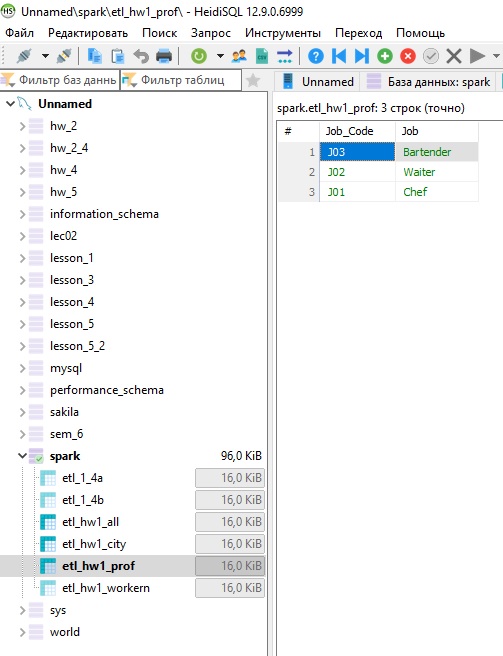 HS Unnamed\spark\etl_hw1_prof\ - HeidiSQL 12.9.0.6999
Файл Редактировать Поиск Запрос Инструменты Переход Помощь
Фильтр баз данны Фильтр таблиц Unnamed База данных: spark
Unnamed
hw_2
hw_2_4
hw_4
hw_5
information_schema
lec02
lesson_1
lesson_3
lesson_4
lesson_5
lesson_5_2
mysql
performance_schema
sakila
sem_6
spark 96,0 KiB
etl_1_4a 16,0 KiB
etl_1_4b 16,0 KiB
etl_hw1_all 16,0 KiB
etl_hw1_city 16,0 KiB
etl_hw1_prof 16,0 KiB
etl_hw1_workern 16,0 KiB
sys
world
spark.etl_hw1_prof: 3 строк (точно)
# Job_Code Job
1 J03 Bartender
2 J02 Waiter
3 J01 Chef